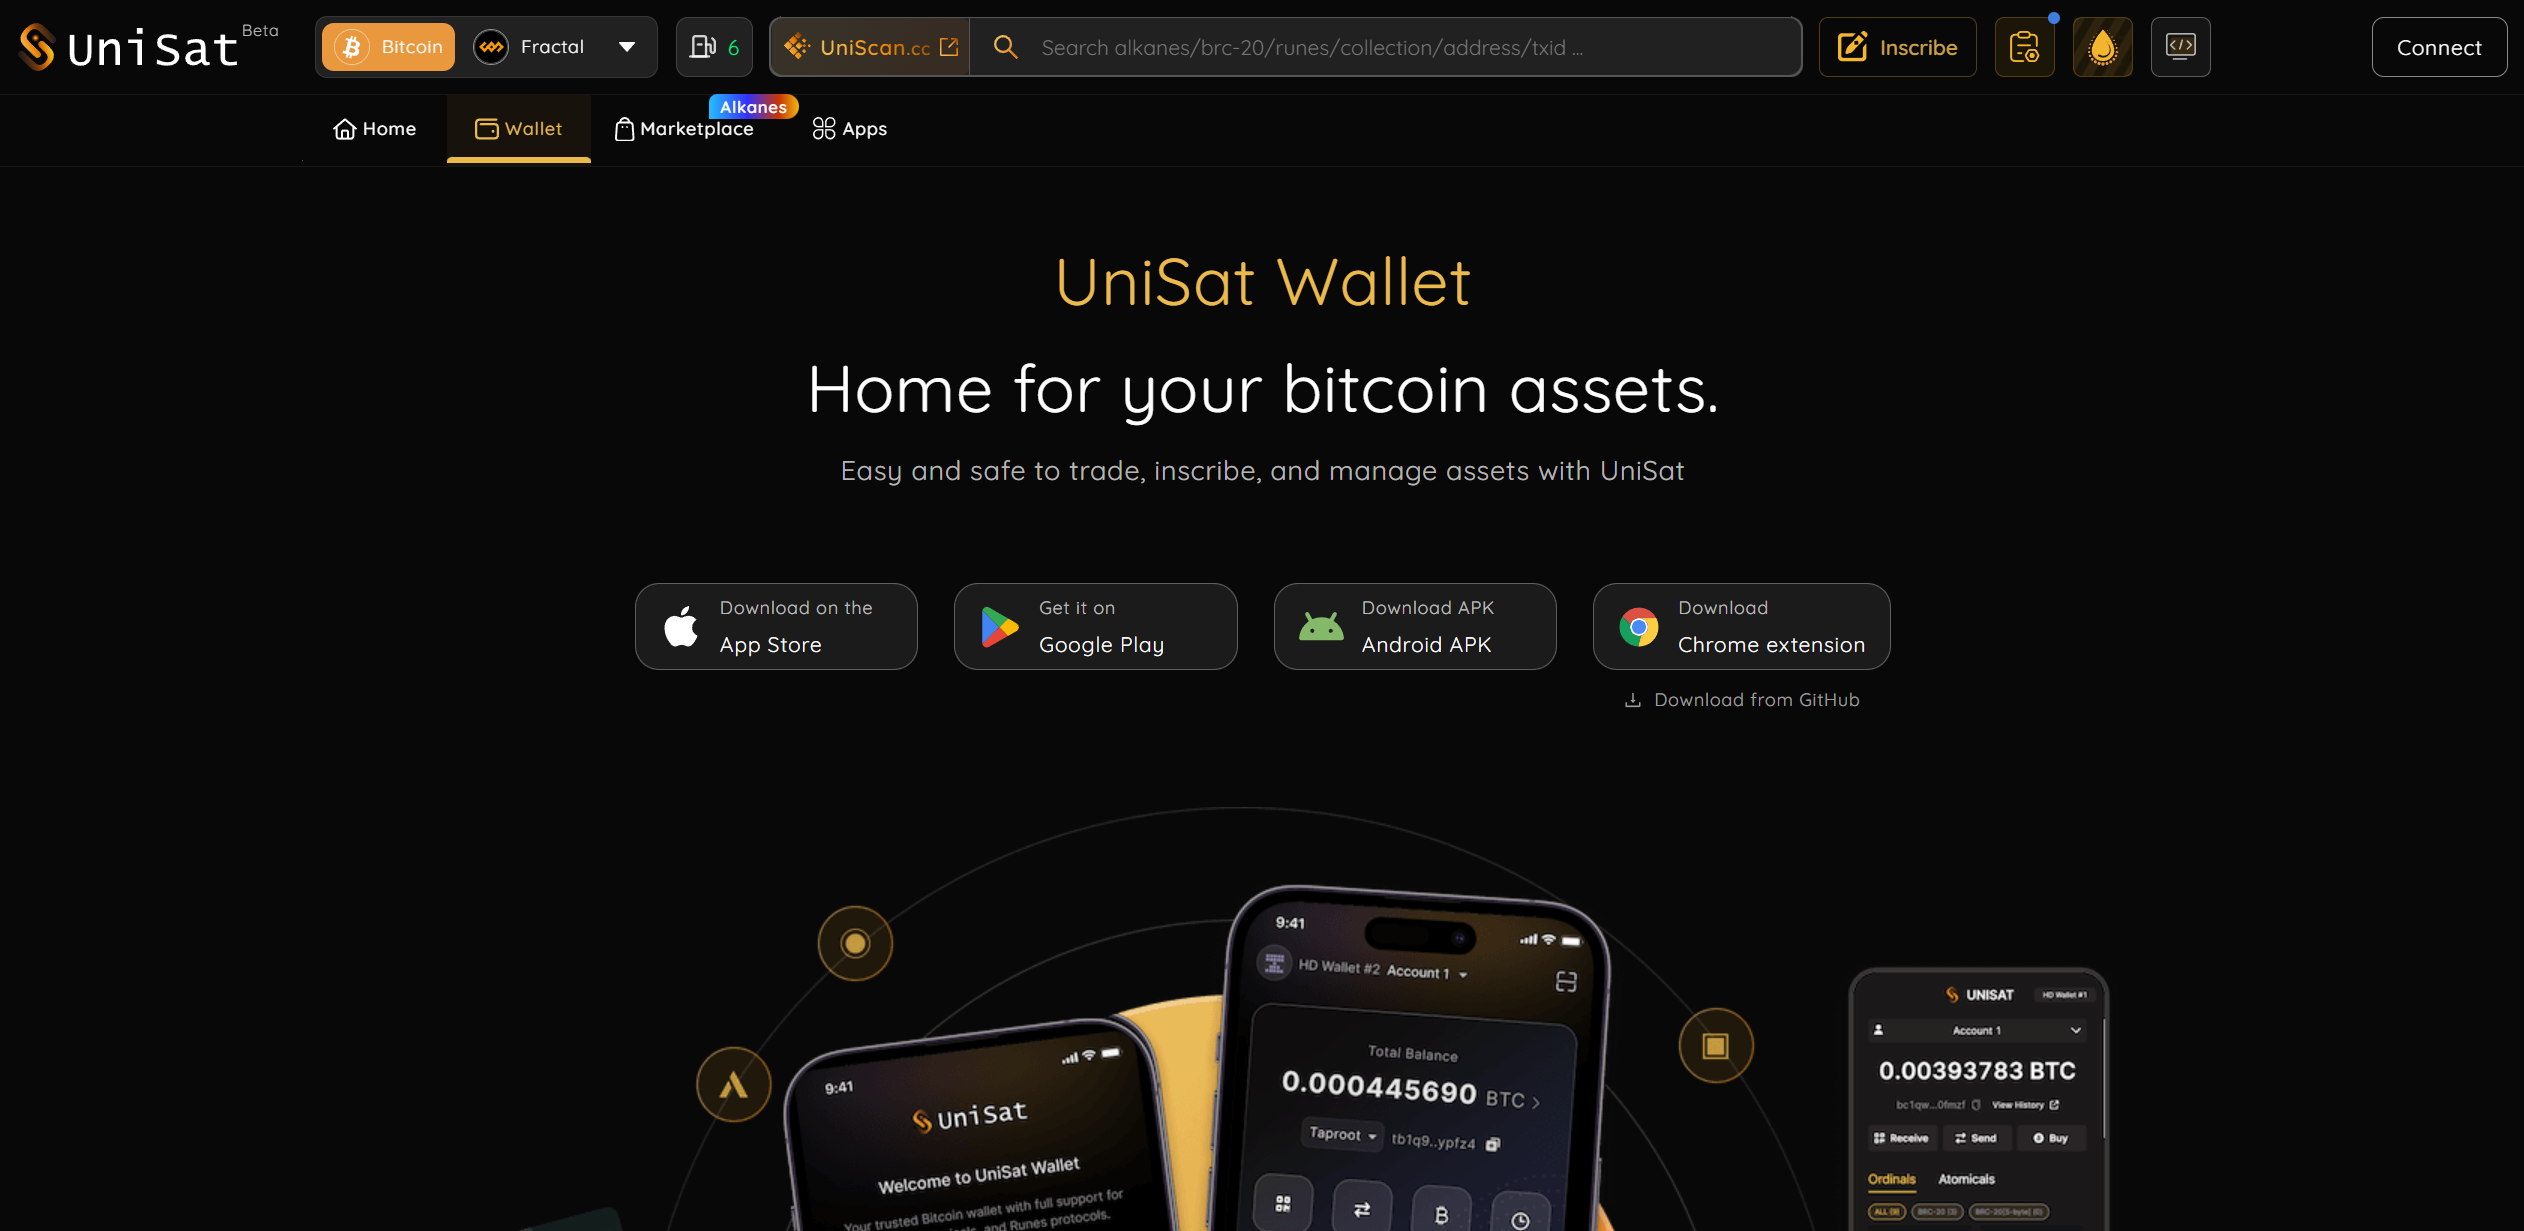 UniSat Beta
Bitcoin
Fractal
6
UniScan.cc
Search alkanes/brc-20/runes/collection/address/txid ...
Inscribe
Connect
Home
Wallet
Marketplace
Alkanes
Apps
UniSat Wallet
Home for your bitcoin assets.
Easy and safe to trade, inscribe, and manage assets with UniSat
Download on the
App Store
Get it on
Google Play
Download APK
Android APK
Download
Chrome extension
Download from GitHub
9:41
UniSat
Welcome to UniSat Wallet
Your trusted Bitcoin wallet with full support for
and Runes protocols.
9:41
HD Wallet #2 Account 1
Total Balance
0.000445690 BTC
Taproot
tb1q9..ypfz4
UNISAT
HD Wallet #1
Account 1
0.00393783 BTC
bc1qw...0fmzf
View History
Receive
Send
Buy
Ordinals
Atomicals
ALL (9)
BRC-20 (3)
BRC-20[5-byte] (0)